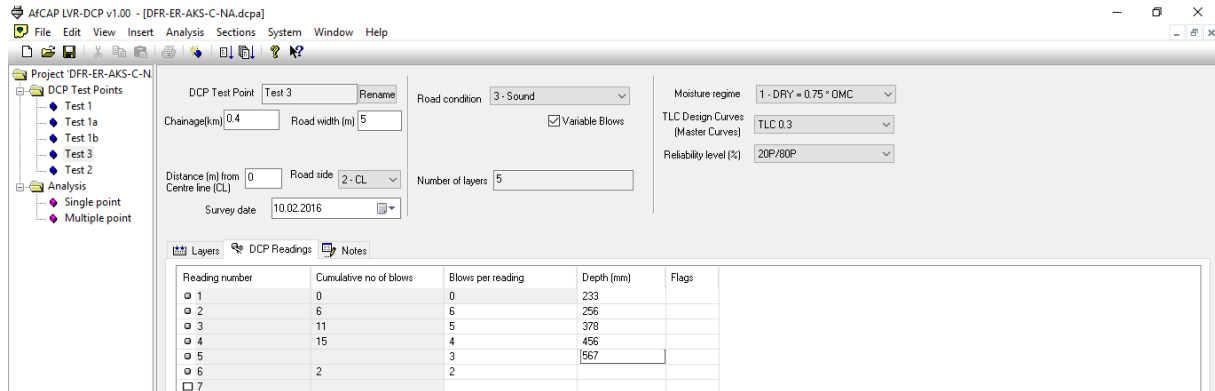 AfCAP LVR-DCP v1.00 - [DFR-ER-AKS-C-NA.dcpa]
File Edit View Insert Analysis Sections System Window Help
Project 'DFR-ER-AKS-C-N
DCP Test Points
Test 1
Test 1a
Test 1b
Test 3
Test 2
Analysis
Single point
Multiple point
DCP Test Point Test 3 Rename
Chainage(km) 0.4 Road width (m) 5
Distance (m) from Centre line (CL) 0 Road side 2 - CL
Survey date 10.02.2016
Road condition 3 - Sound
Variable Blows
Number of layers 5
Moisture regime 1 - DRY = 0.75 * OMC
TLC Design Curves (Master Curves) TLC 0.3
Reliability level (%) 20P/80P
Layers DCP Readings Notes
Reading number Cumulative no of blows Blows per reading Depth (mm) Flags
1 0 0 233
2 6 6 256
3 11 5 378
4 15 4 456
5 3 567
6 2 2
7